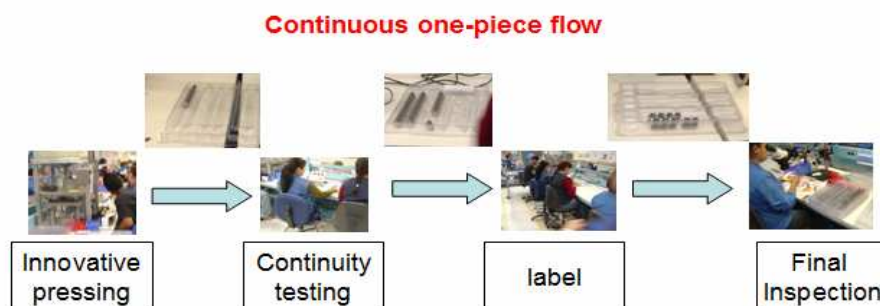 Continuous one-piece flow
Innovative
pressing
Continuity
testing
label
Final
Inspection